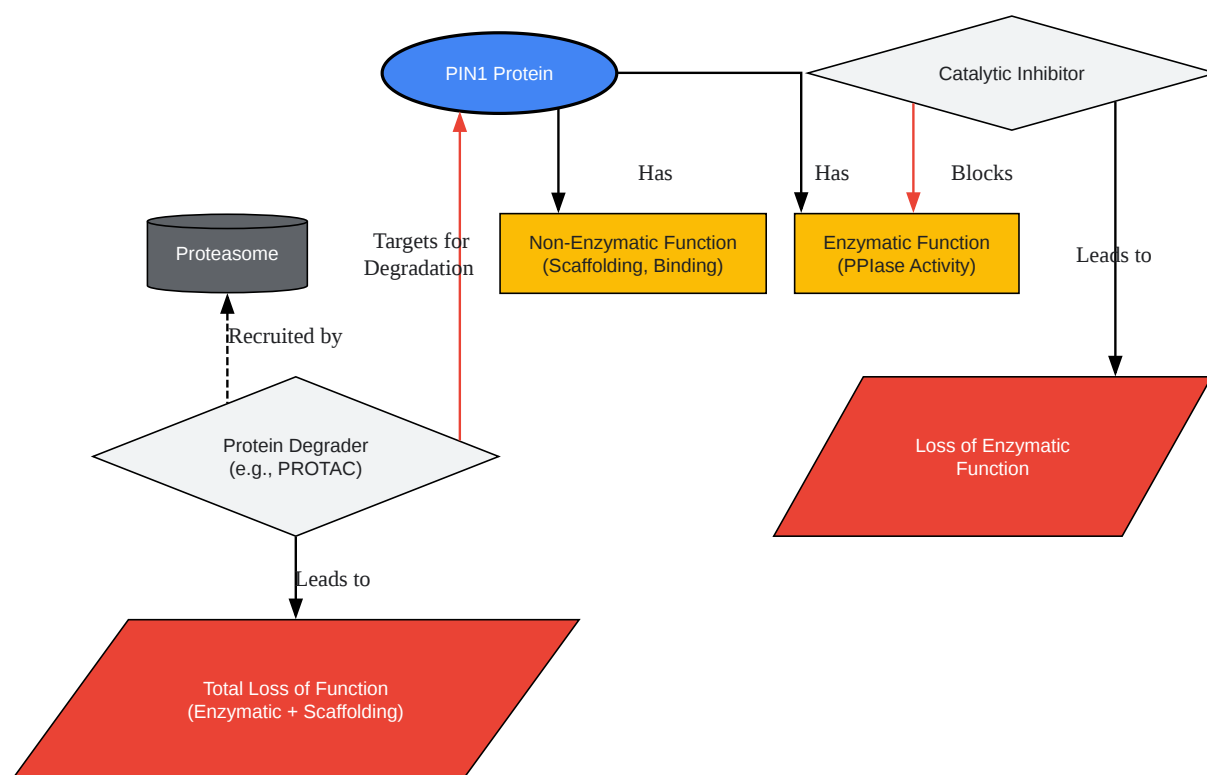 PIN1 Protein
Catalytic Inhibitor
Has
Has
Blocks
Proteasome
Targets for
Degradation
Non-Enzymatic Function
(Scaffolding, Binding)
Enzymatic Function
(PPIase Activity)
Leads to
Recruited by
Protein Degrader
(e.g., PROTAC)
Loss of Enzymatic
Function
Leads to
Total Loss of Function
(Enzymatic + Scaffolding)